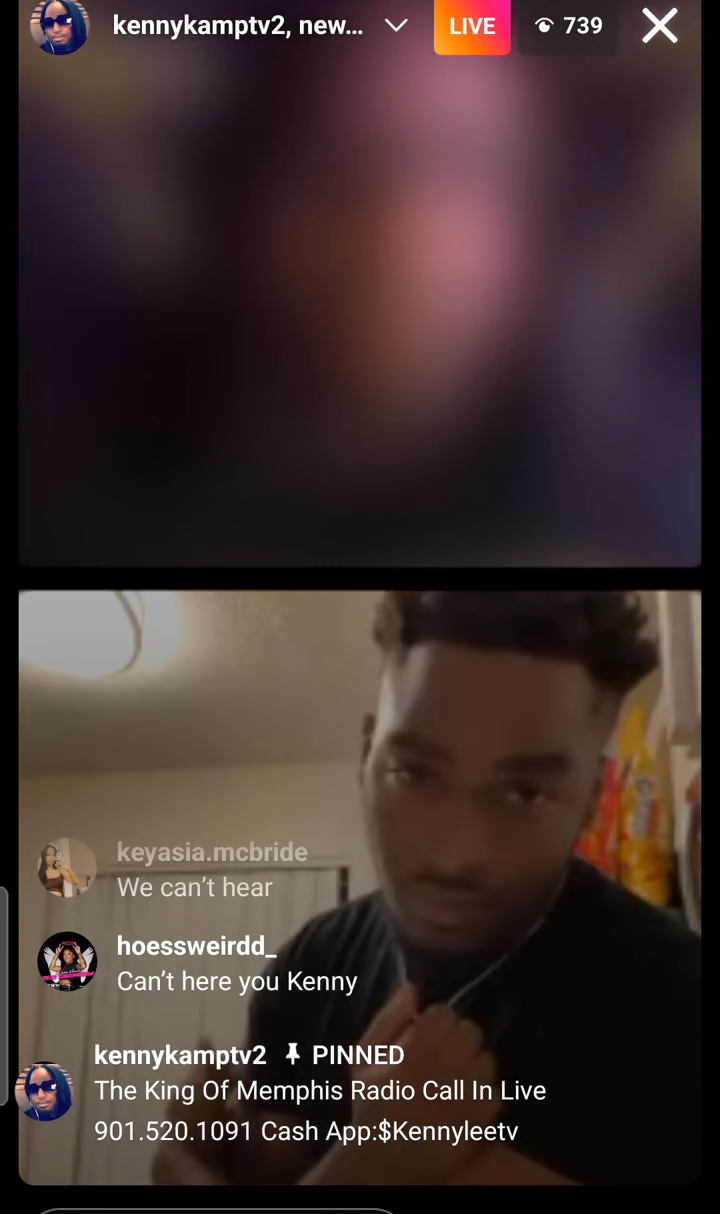 kennykamptv2, new...
LIVE
739
keyasia.mcbride
We can't hear
hoessweirdd_
Can't here you Kenny
kennykamptv2 PINNED
The King Of Memphis Radio Call In Live
901.520.1091 Cash App:$Kennyleetv